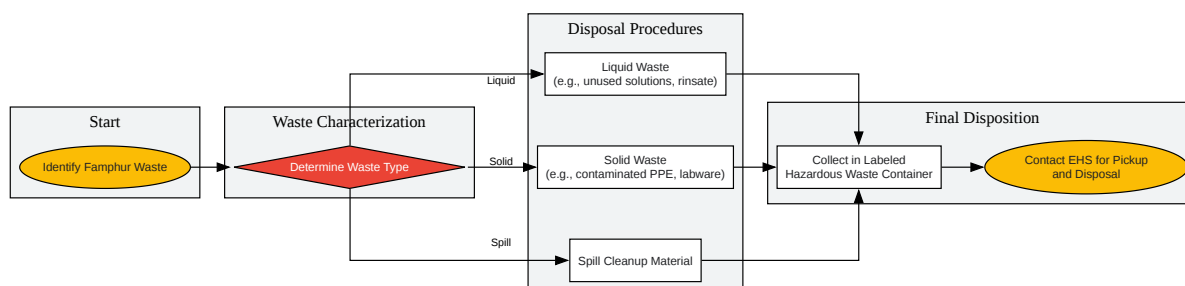 Start
Identify Famphur Waste
Waste Characterization
Determine Waste Type
Liquid
Solid
Spill
Disposal Procedures
Liquid Waste
(e.g., unused solutions, rinsate)
Solid Waste
(e.g., contaminated PPE, labware)
Spill Cleanup Material
Final Disposition
Collect in Labeled
Hazardous Waste Container
Contact EHS for Pickup
and Disposal